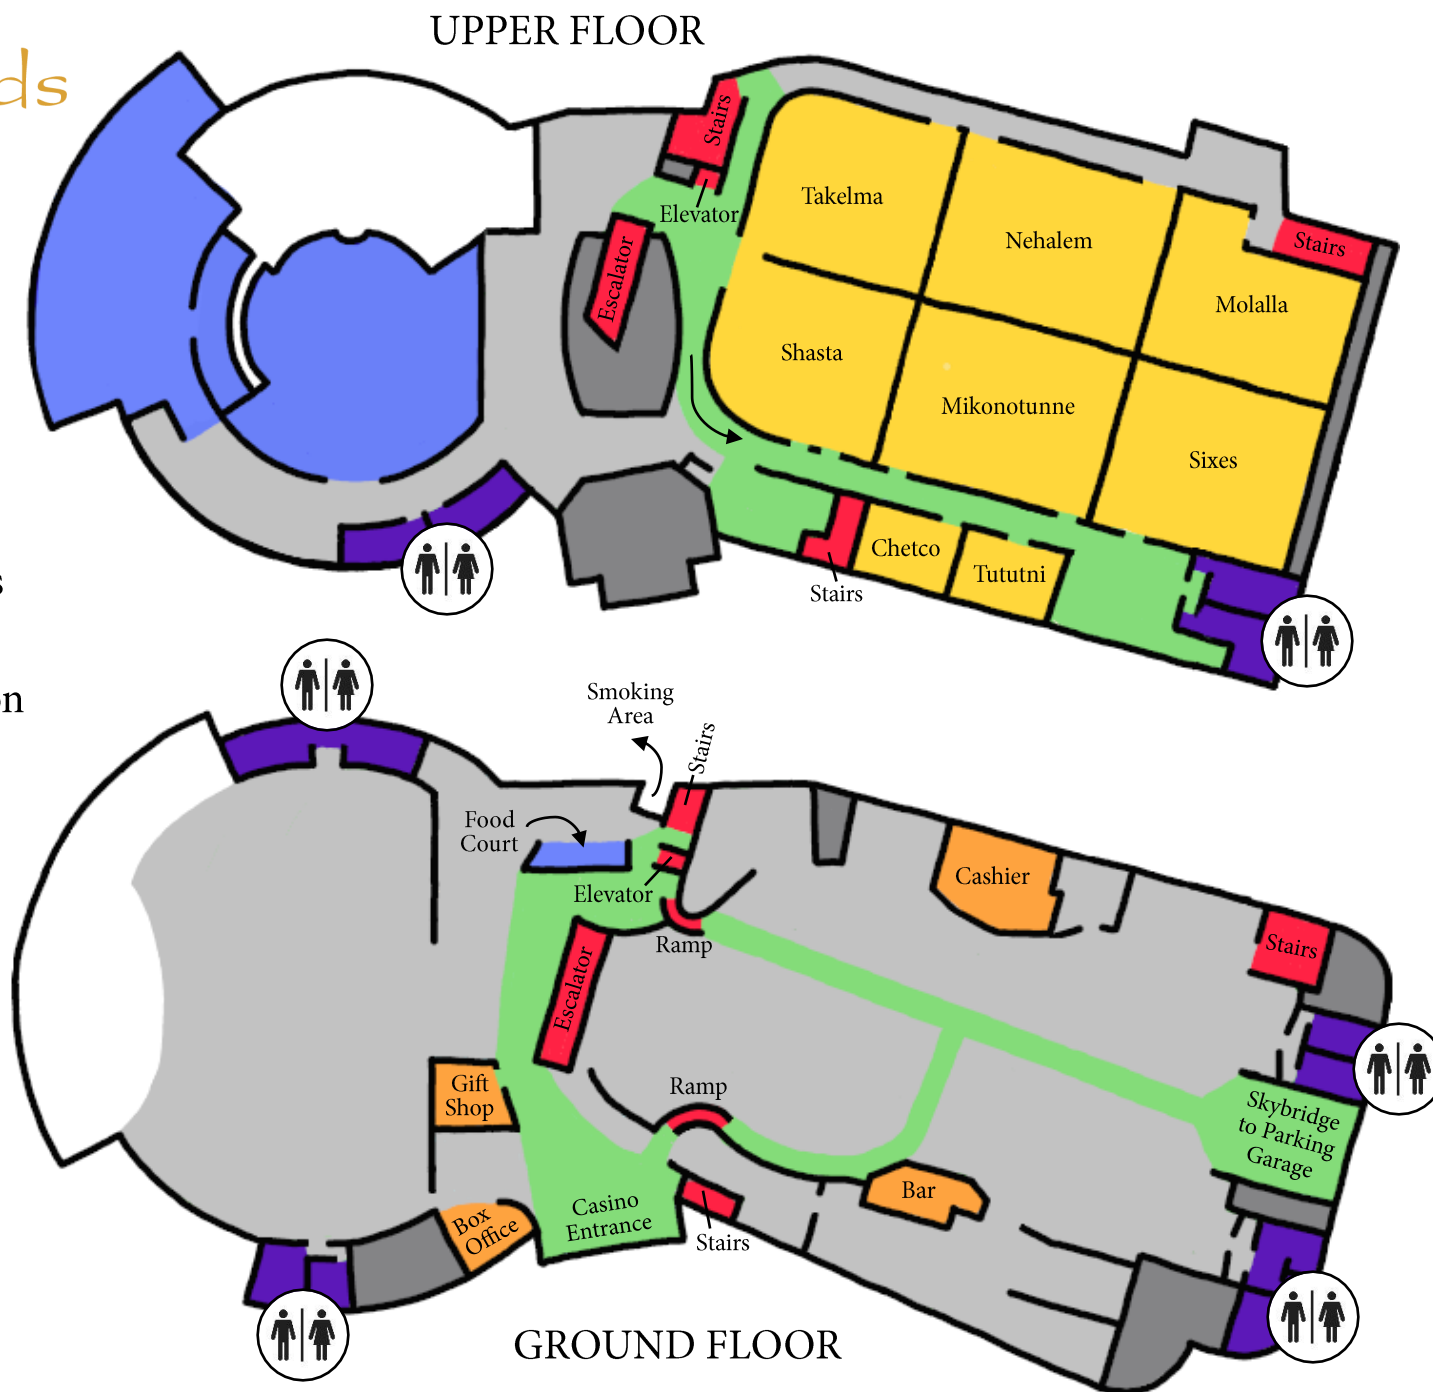 UPPER FLOOR
ds
Stairs
Elevator
Escalator
Takelma
Nehalem
Stairs
Molalla
Shasta
Mikonotunne
Sixes
Chetco
Tututni
Stairs
s
on
Smoking
Area
Stairs
Food
Court
Elevator
Cashier
Ramp
Stairs
Escalator
Gift
Shop
Ramp
Skybridge
to Parking
Garage
Bar
Casino
Entrance
Box
Office
Stairs
GROUND FLOOR